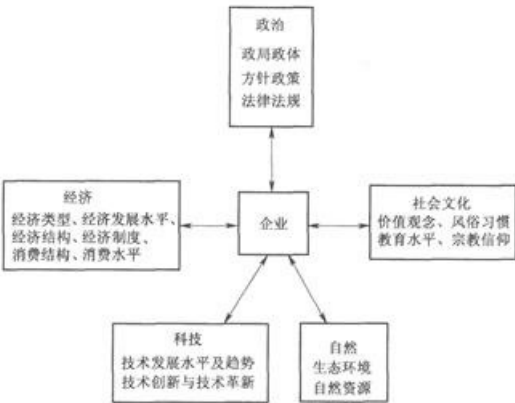 政治
政局政体
方针政策
法律法规
经济
经济类型、经济发展水平、
经济结构、经济制度、
消费结构、消费水平
企业
社会文化
价值观念、风俗习惯
教育水平、宗教信仰
科技
技术发展水平及趋势
技术创新与技术革新
自然
生态环境
自然资源